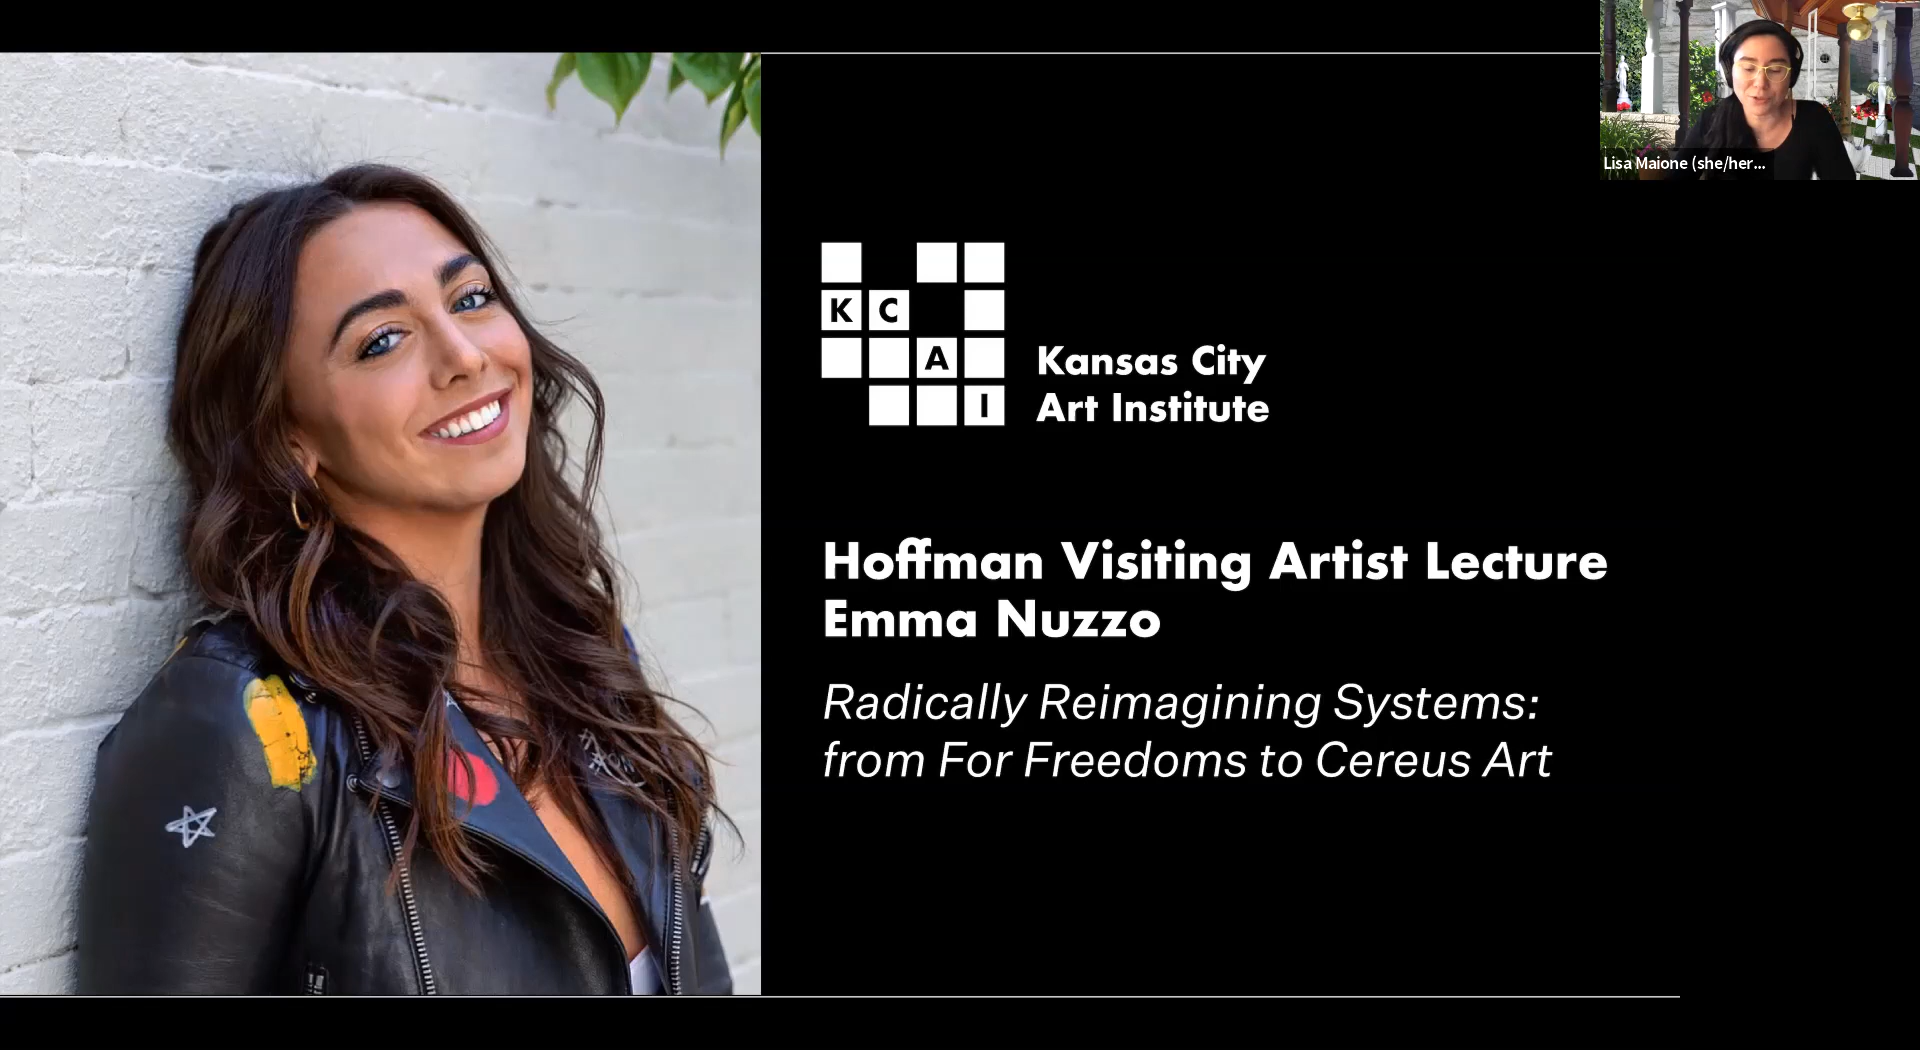 Lisa Maione (she/her...
K C
A
I
Kansas City
Art Institute
Hoffman Visiting Artist Lecture
Emma Nuzzo
Radically Reimagining Systems:
from For Freedoms to Cereus Art